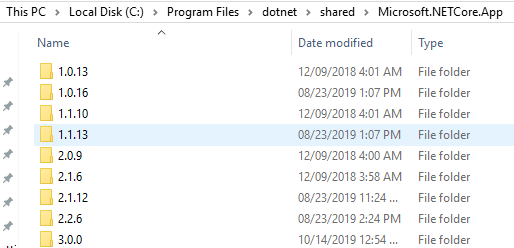 This PC > Local Disk (C:) > Program Files > dotnet > shared > Microsoft.NETCore.App
Name Date modified Type
1.0.13 12/09/2018 4:01 AM File folder
1.0.16 08/23/2019 1:07 PM File folder
1.1.10 12/09/2018 4:01 AM File folder
1.1.13 08/23/2019 1:07 PM File folder
2.0.9 12/09/2018 4:00 AM File folder
2.1.6 12/09/2018 3:58 AM File folder
2.1.12 08/23/2019 11:24 ... File folder
2.2.6 08/23/2019 2:24 PM File folder
3.0.0 10/14/2019 12:54 ... File folder